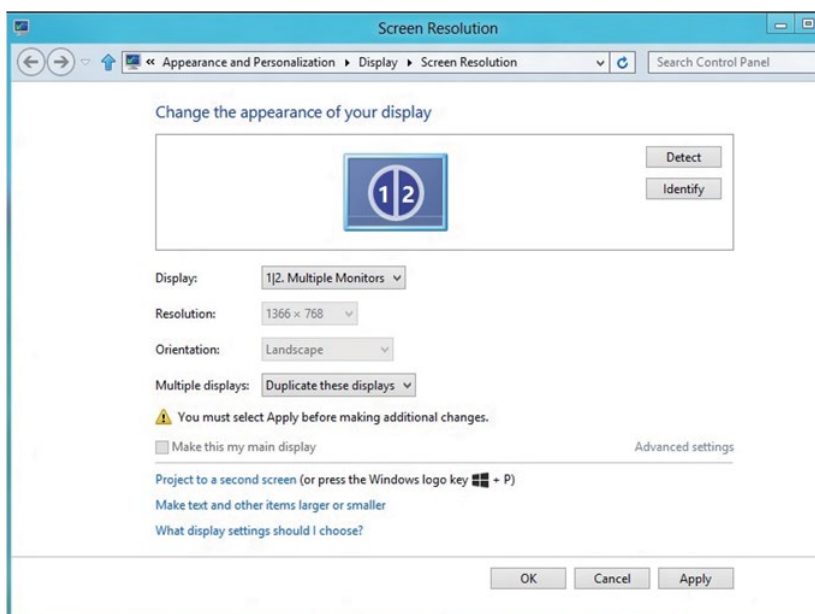 Screen Resolution
« Appearance and Personalization Display Screen Resolution
Search Control Panel
Change the appearance of your display
1 2
Detect
Identify
Display: 1|2. Multiple Monitors
Resolution: 1366 × 768
Orientation: Landscape
Multiple displays: Duplicate these displays
You must select Apply before making additional changes.
Make this my main display Advanced settings
Project to a second screen (or press the Windows logo key + P)
Make text and other items larger or smaller
What display settings should I choose?
OK Cancel Apply